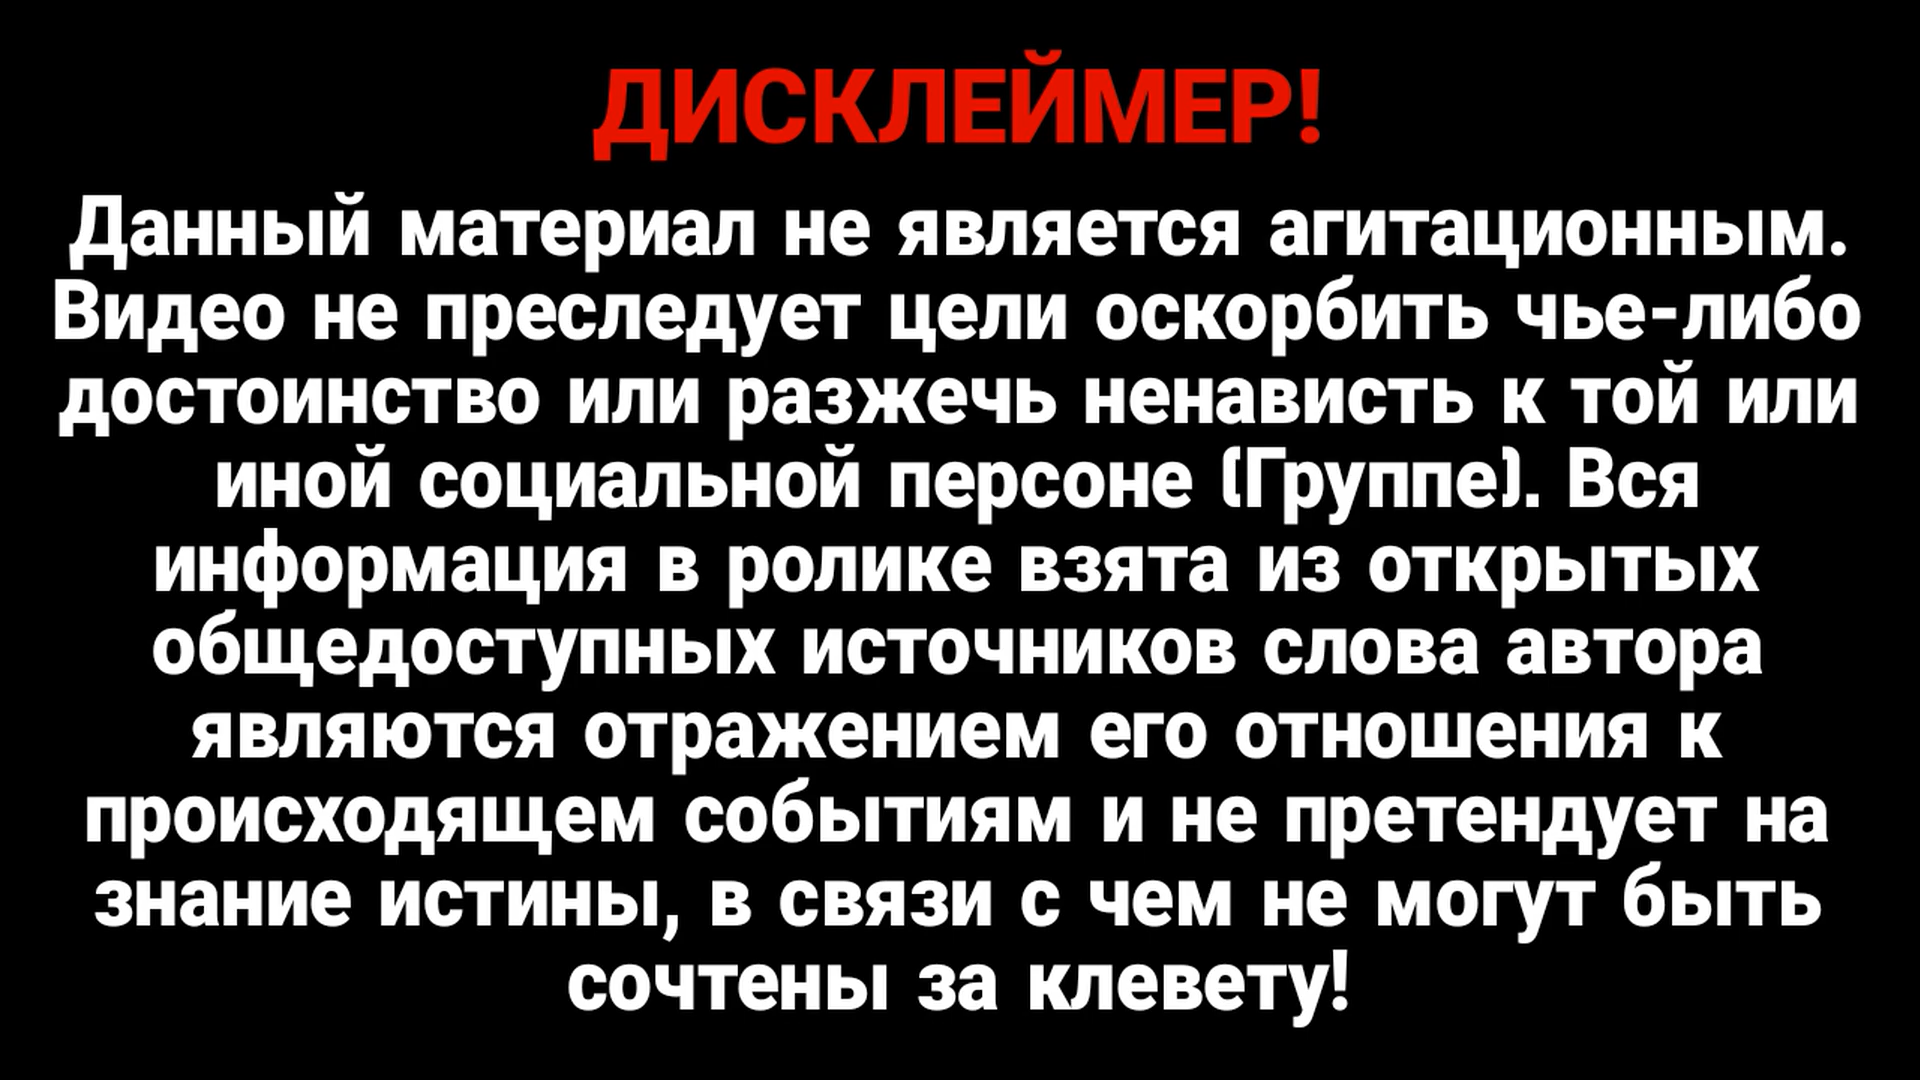 ДИСКЛЕЙМЕР!
Данный материал не является агитационным.
Видео не преследует цели оскорбить чье-либо
достоинство или разжечь ненависть к той или
иной социальной персоне (Группе). Вся
информация в ролике взята из открытых
общедоступных источников слова автора
являются отражением его отношения к
происходящем событиям и не претендует на
знание истины, в связи с чем не могут быть
сочтены за клевету!